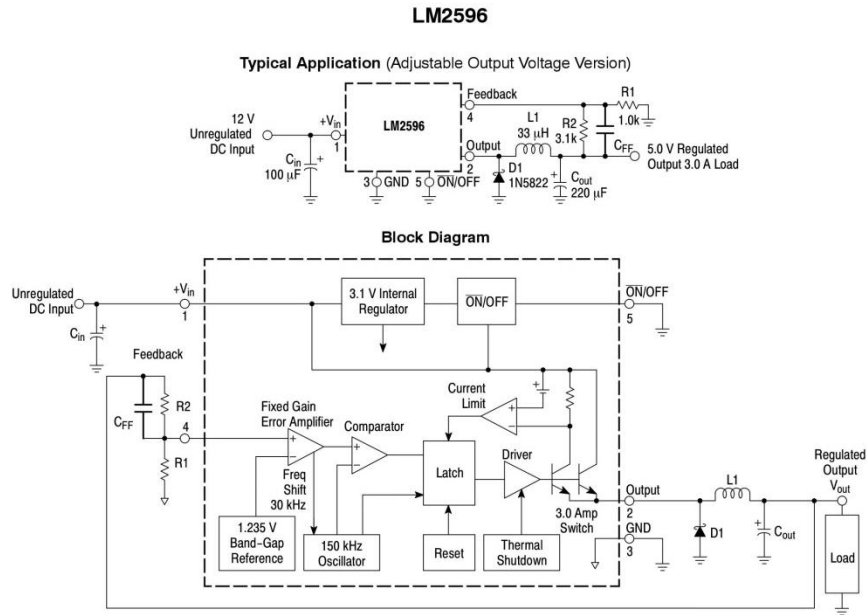 LM2596
Typical Application (Adjustable Output Voltage Version)
12 V
Unregulated
DC Input
+Vin
1
Cin
100 μF
+
LM2596
3
GND
5
ON/OFF
Feedback
4
Output
2
L1
33 μH
D1
1N5822
R2
3.1k
R1
1.0k
CFF
+
Cout
220 μF
5.0 V Regulated
Output 3.0 A Load
Block Diagram
Unregulated
DC Input
+Vin
1
Cin
+
3.1 V Internal
Regulator
ON/OFF
ON/OFF
5
Feedback
CFF
R2
4
R1
Fixed Gain
Error Amplifier
+
−
Comparator
+
−
Freq
Shift
30 kHz
Current
Limit
+
−
+
Latch
Driver
3.0 Amp
Switch
1.235 V
Band–Gap
Reference
150 kHz
Oscillator
Reset
Thermal
Shutdown
Output
2
GND
3
L1
D1
+
Cout
Regulated
Output
Vout
Load